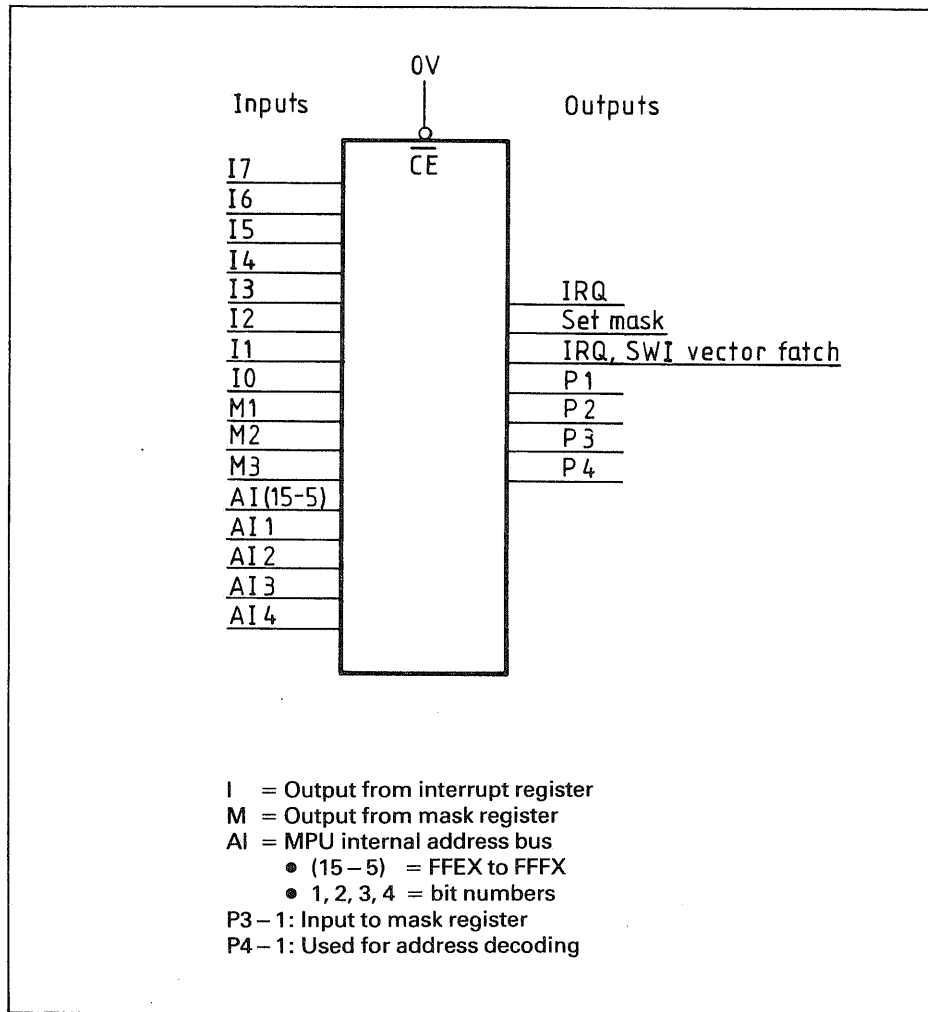 0V
Inputs
Outputs
CE
I7
I6
I5
I4
I3
I2
I1
I0
M1
M2
M3
AI(15-5)
AI1
AI2
AI3
AI4
IRQ
Set mask
IRQ, SWI vector fatch
P1
P2
P3
P4
I = Output from interrupt register
M = Output from mask register
AI = MPU internal address bus
• (15–5) = FFEX to FFFX
• 1, 2, 3, 4 = bit numbers
P3–1: Input to mask register
P4–1: Used for address decoding